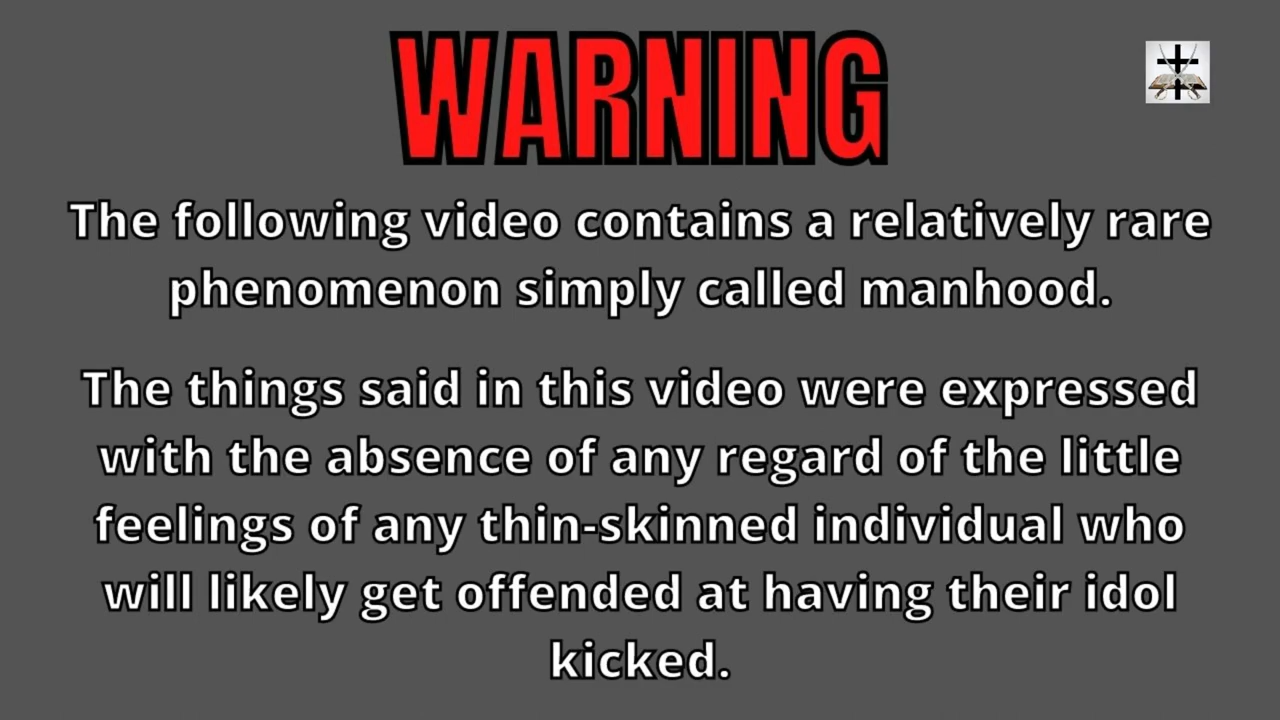 WARNING
The following video contains a relatively rare
phenomenon simply called manhood.
The things said in this video were expressed
with the absence of any regard of the little
feelings of any thin-skinned individual who
will likely get offended at having their idol
kicked.